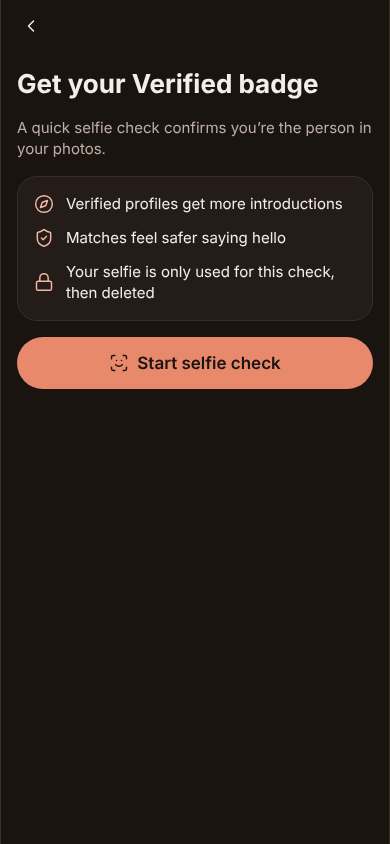 Get your Verified badge
A quick selfie check confirms you’re the person in
your photos.
Verified profiles get more introductions
Matches feel safer saying hello
Your selfie is only used for this check,
then deleted
Start selfie check